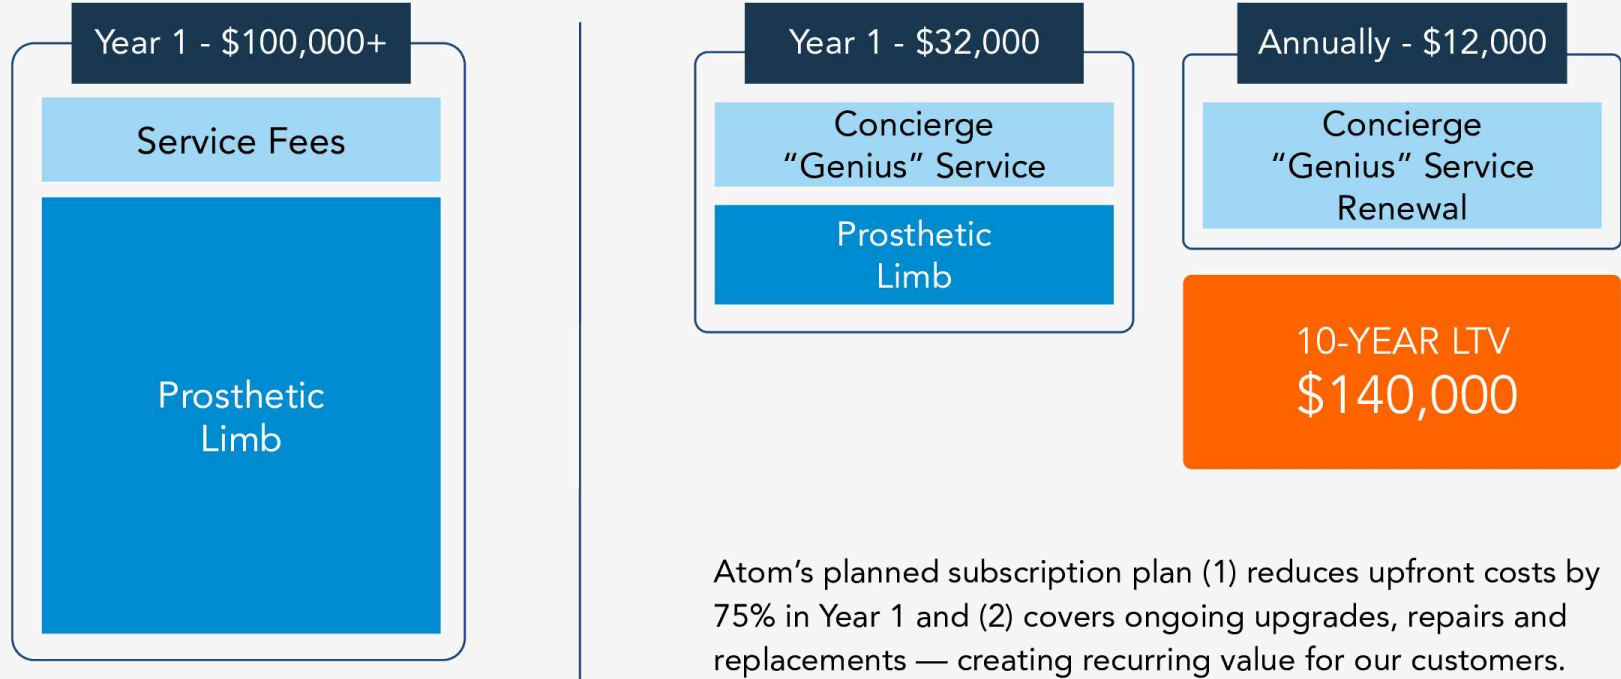 Year 1 - $100,000+
Service Fees
Prosthetic
Limb
Year 1 - $32,000
Concierge
“Genius” Service
Prosthetic
Limb
Annually - $12,000
Concierge
“Genius” Service
Renewal
10-YEAR LTV
$140,000
Atom’s planned subscription plan (1) reduces upfront costs by
75% in Year 1 and (2) covers ongoing upgrades, repairs and
replacements — creating recurring value for our customers.